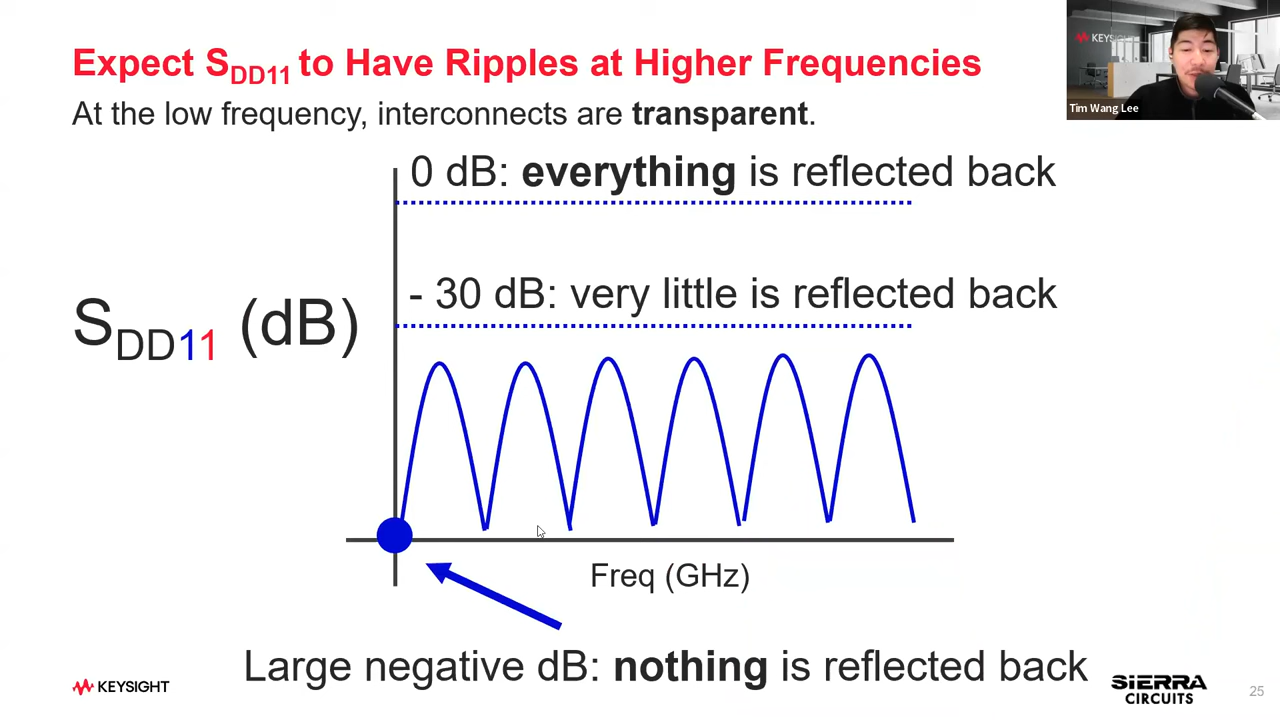 Expect SDD11 to Have Ripples at Higher Frequencies
At the low frequency, interconnects are transparent.
KEYSIGHT
Tim Wang Lee
0 dB: everything is reflected back
- 30 dB: very little is reflected back
SDD11 (dB)
Freq (GHz)
Large negative dB: nothing is reflected back
KEYSIGHT
SIERRA
CIRCUITS
25